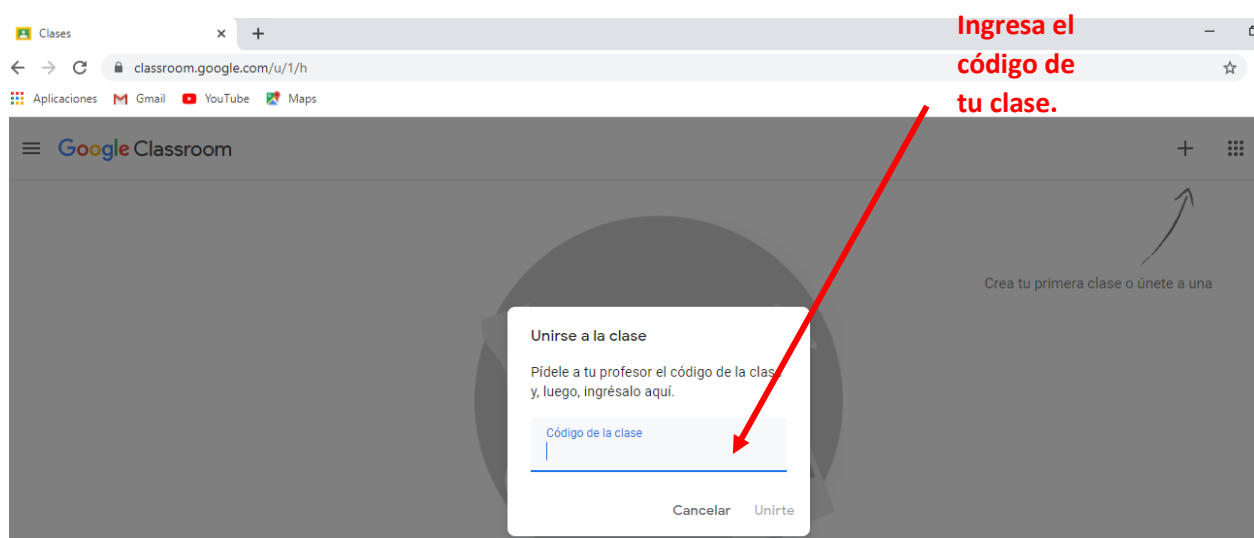 Clases
Ingresa el
código de
tu clase.
classroom.google.com/u/1/h
Aplicaciones Gmail YouTube Maps
Google Classroom
Crea tu primera clase o únete a una
Unirse a la clase
Pídele a tu profesor el código de la clase
y, luego, ingrésalo aquí.
Código de la clase
Cancelar Unirte